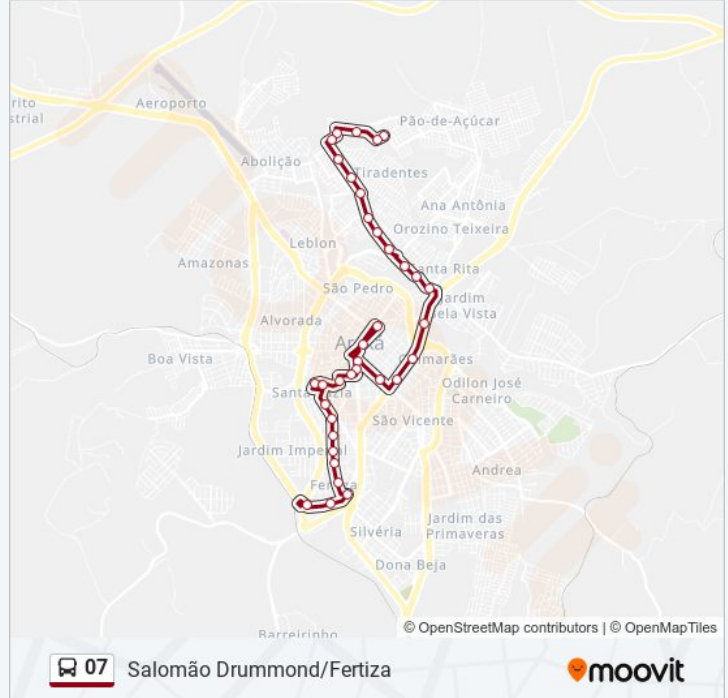 Aeroporto
rito
strial
Pão-de-Açúcar
Abolição
Tiradentes
Ana Antônia
Orozino Teixeira
Leblon
Amazonas
Santa Rita
São Pedro
Jardim
Bela Vista
Alvorada
Boa Vista
Guimarães
Odilon José
Carneiro
São Vicente
Jardim Imperial
Andrea
Fertiza
Jardim das
Primaveras
Silvéria
Dona Beja
Barreirinho
© OpenStreetMap contributors | © OpenMapTiles
07 Salomão Drummond/Fertiza
moovit